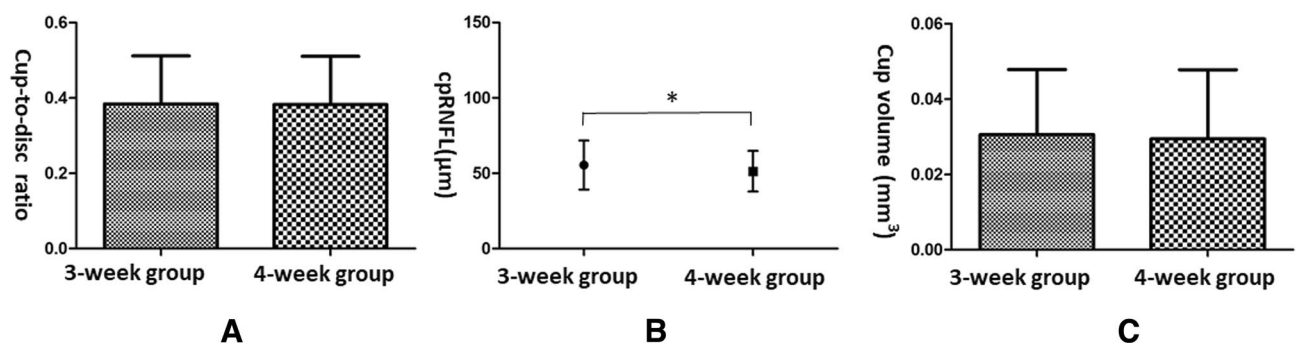 Cup-to-disc ratio
0.6
0.4
0.2
0.0
3-week group
4-week group
A
cpRNFL(μm)
150
100
50
0
*
3-week group
4-week group
B
Cup volume (mm³)
0.06
0.04
0.02
0.00
3-week group
4-week group
C